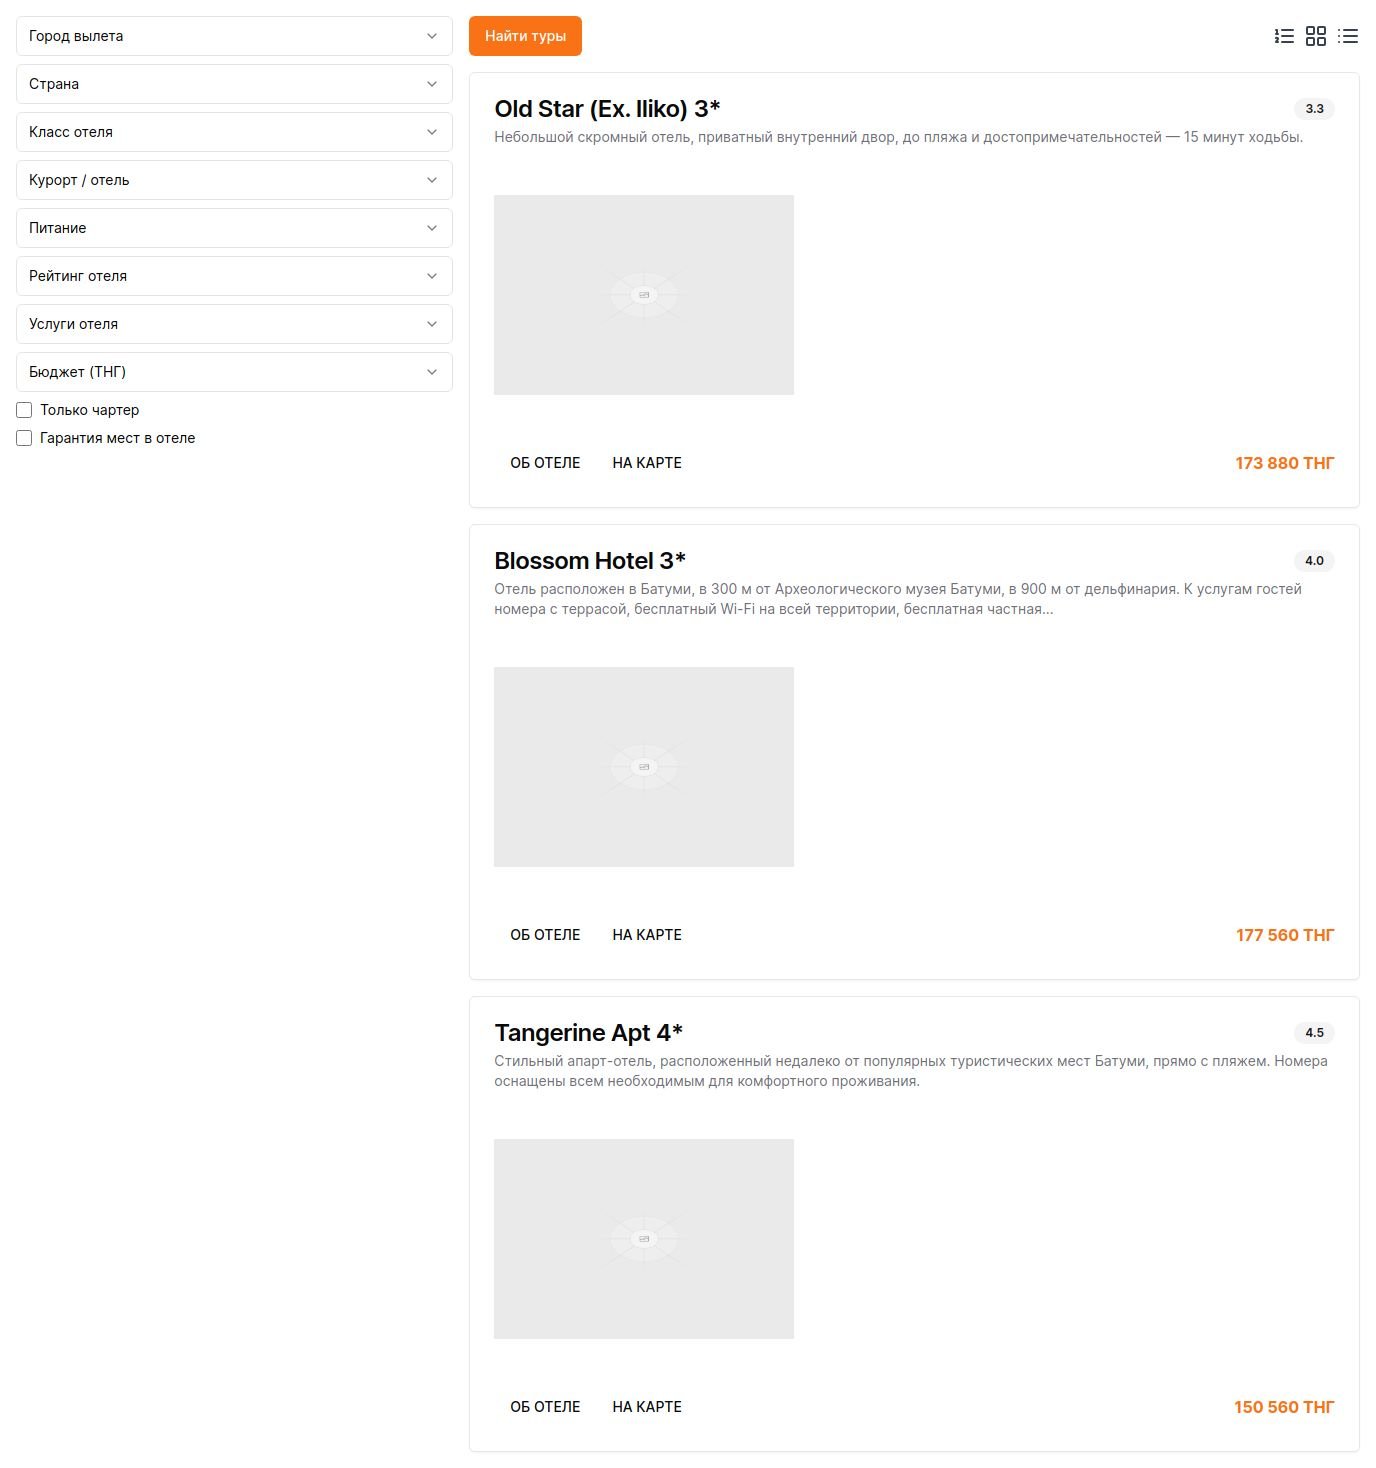 Город вылета
Страна
Класс отеля
Курорт / отель
Питание
Рейтинг отеля
Услуги отеля
Бюджет (ТНГ)
Только чартер
Гарантия мест в отеле
Найти туры
Old Star (Ex. Iliko) 3*
3.3
Небольшой скромный отель, приватный внутренний двор, до пляжа и достопримечательностей — 15 минут ходьбы.
ОБ ОТЕЛЕ
НА КАРТЕ
173 880 ТНГ
Blossom Hotel 3*
4.0
Отель расположен в Батуми, в 300 м от Археологического музея Батуми, в 900 м от дельфинария. К услугам гостей
номера с террасой, бесплатный Wi-Fi на всей территории, бесплатная частная...
ОБ ОТЕЛЕ
НА КАРТЕ
177 560 ТНГ
Tangerine Apt 4*
4.5
Стильный апарт-отель, расположенный недалеко от популярных туристических мест Батуми, прямо с пляжем. Номера
оснащены всем необходимым для комфортного проживания.
ОБ ОТЕЛЕ
НА КАРТЕ
150 560 ТНГ